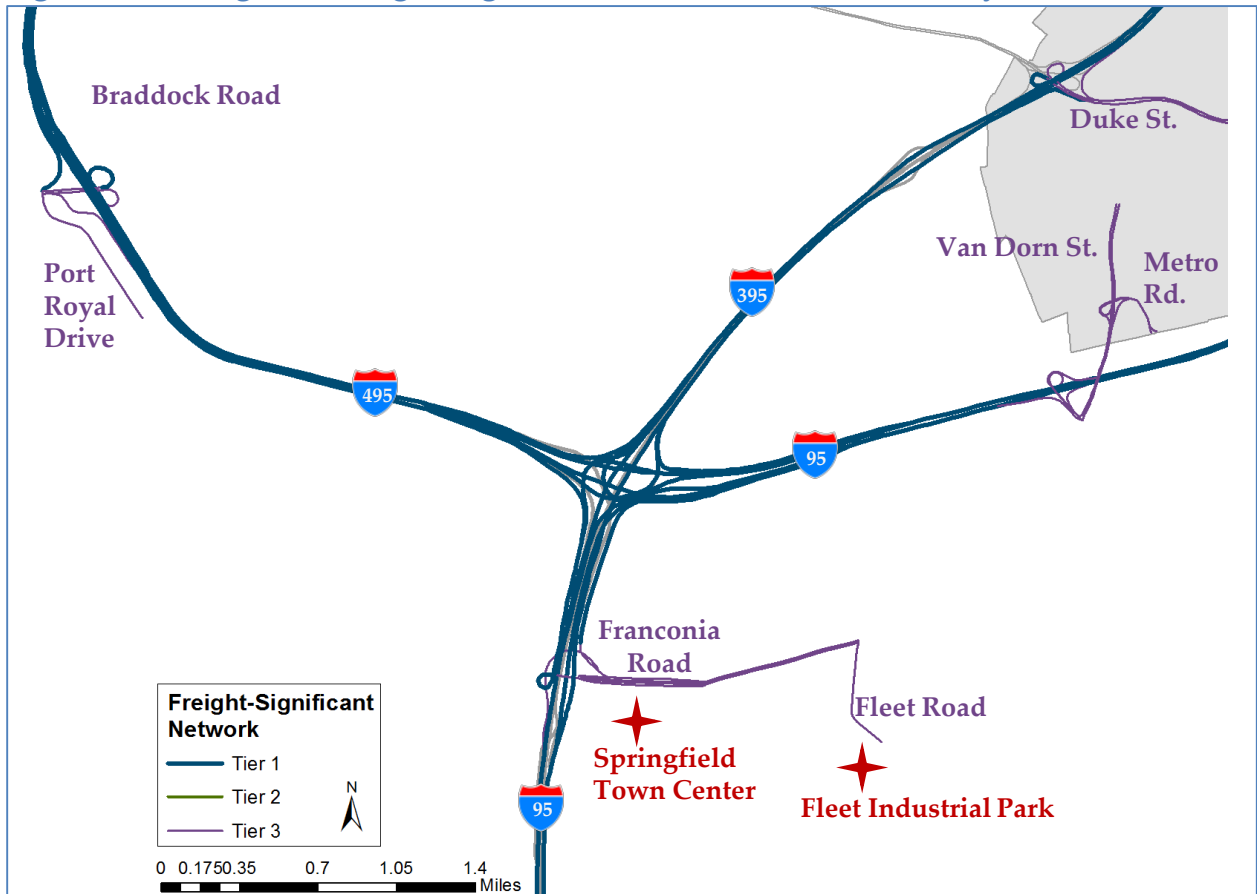 Braddock Road
Duke St.
Van Dorn St.
Metro
Rd.
Port
Royal
Drive
395
495
95
Franconia
Road
Fleet Road
Springfield
Town Center
Fleet Industrial Park
95
Freight-Significant
Network
Tier 1
Tier 2
Tier 3
N
0 0.175 0.35 0.7 1.05 1.4
Miles